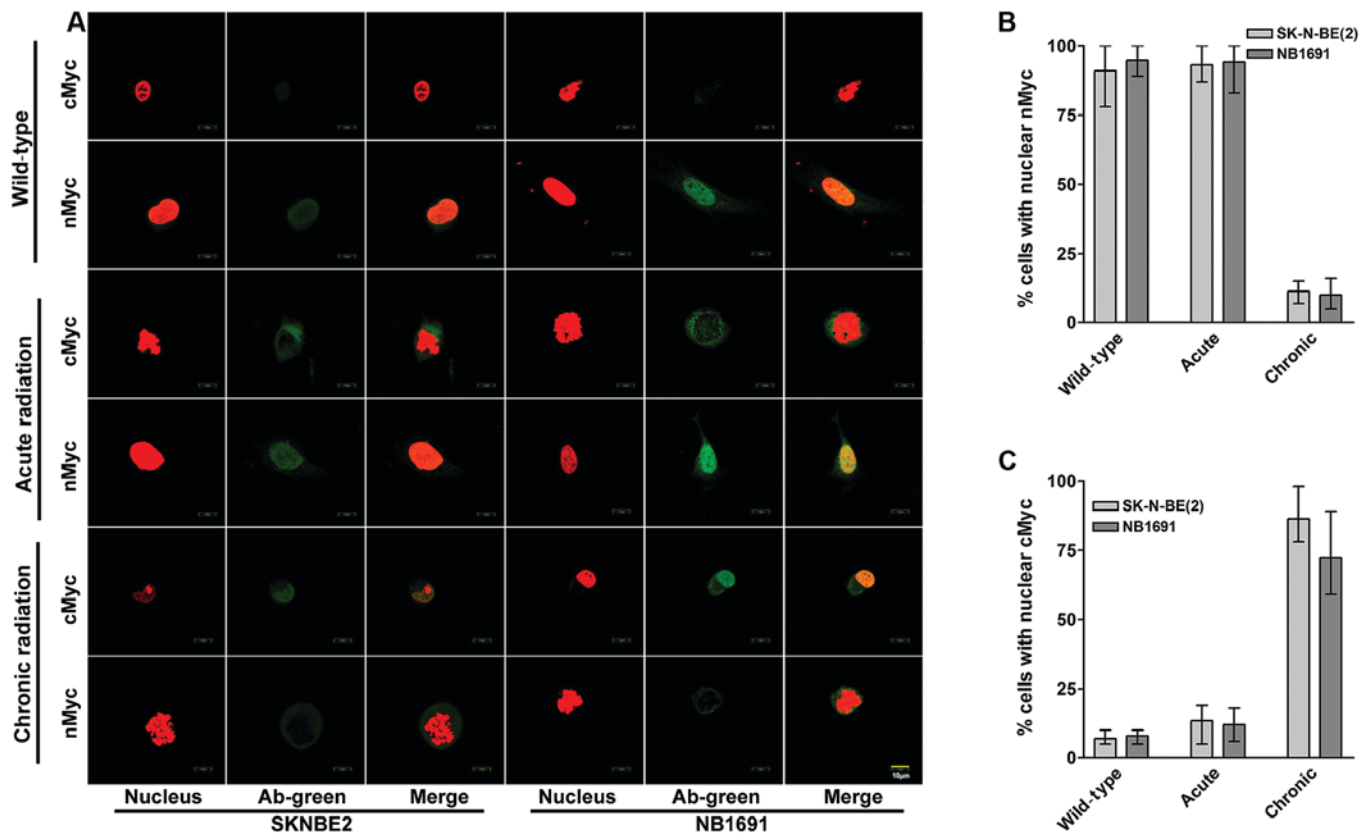 A
Wild-type
cMyc
nMyc
Acute radiation
cMyc
nMyc
Chronic radiation
cMyc
nMyc
10μm
Nucleus Ab-green Merge Nucleus Ab-green Merge
SKNBE2 NB1691
B
SK-N-BE(2)
NB1691
% cells with nuclear nMyc
100
75
50
25
0
Wild-type Acute Chronic
C
SK-N-BE(2)
NB1691
% cells with nuclear cMyc
100
75
50
25
0
Wild-type Acute Chronic